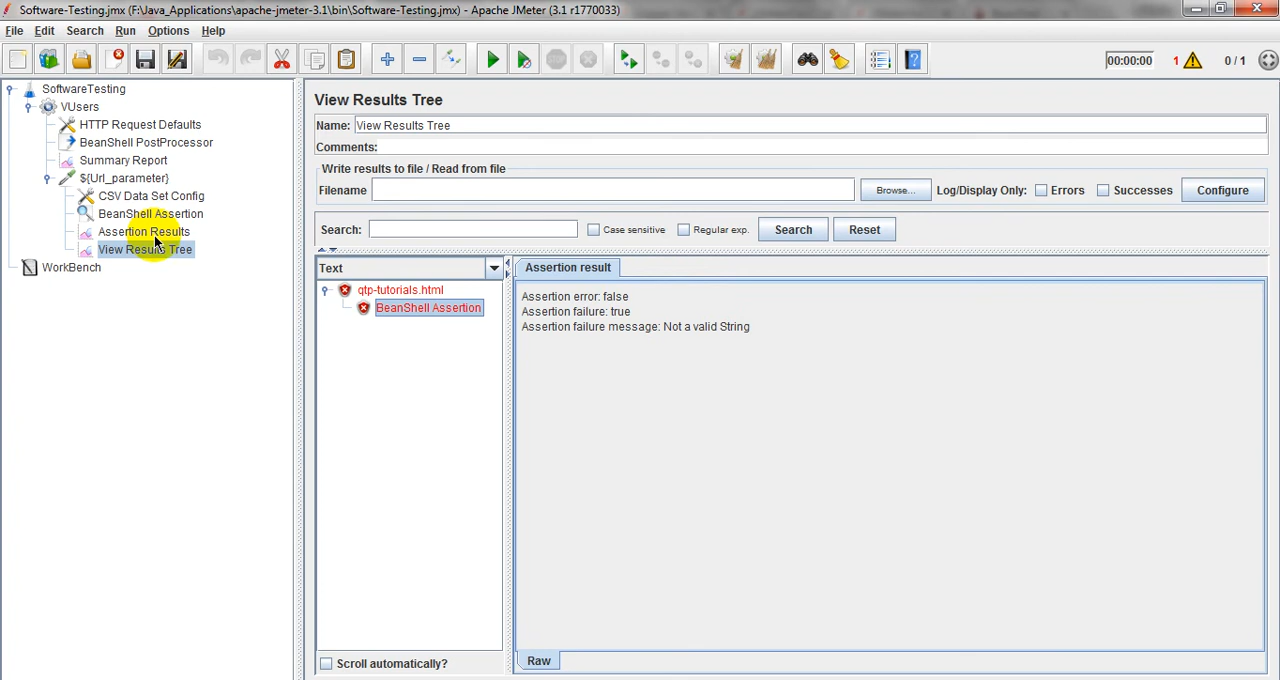 Software-Testing.jmx (F:\Java_Applications\apache-jmeter-3.1\bin\Software-Testing.jmx) - Apache JMeter (3.1 r1770033)
File Edit Search Run Options Help
00:00:00 1 0 / 1
SoftwareTesting
VUsers
HTTP Request Defaults
BeanShell PostProcessor
Summary Report
${Url_parameter}
CSV Data Set Config
BeanShell Assertion
Assertion Results
View Results Tree
WorkBench
View Results Tree
Name: View Results Tree
Comments:
Write results to file / Read from file
Filename Browse... Log/Display Only: Errors Successes Configure
Search: Case sensitive Regular exp. Search Reset
Text
qtp-tutorials.html
BeanShell Assertion
Scroll automatically?
Assertion result
Assertion error: false
Assertion failure: true
Assertion failure message: Not a valid String
Raw